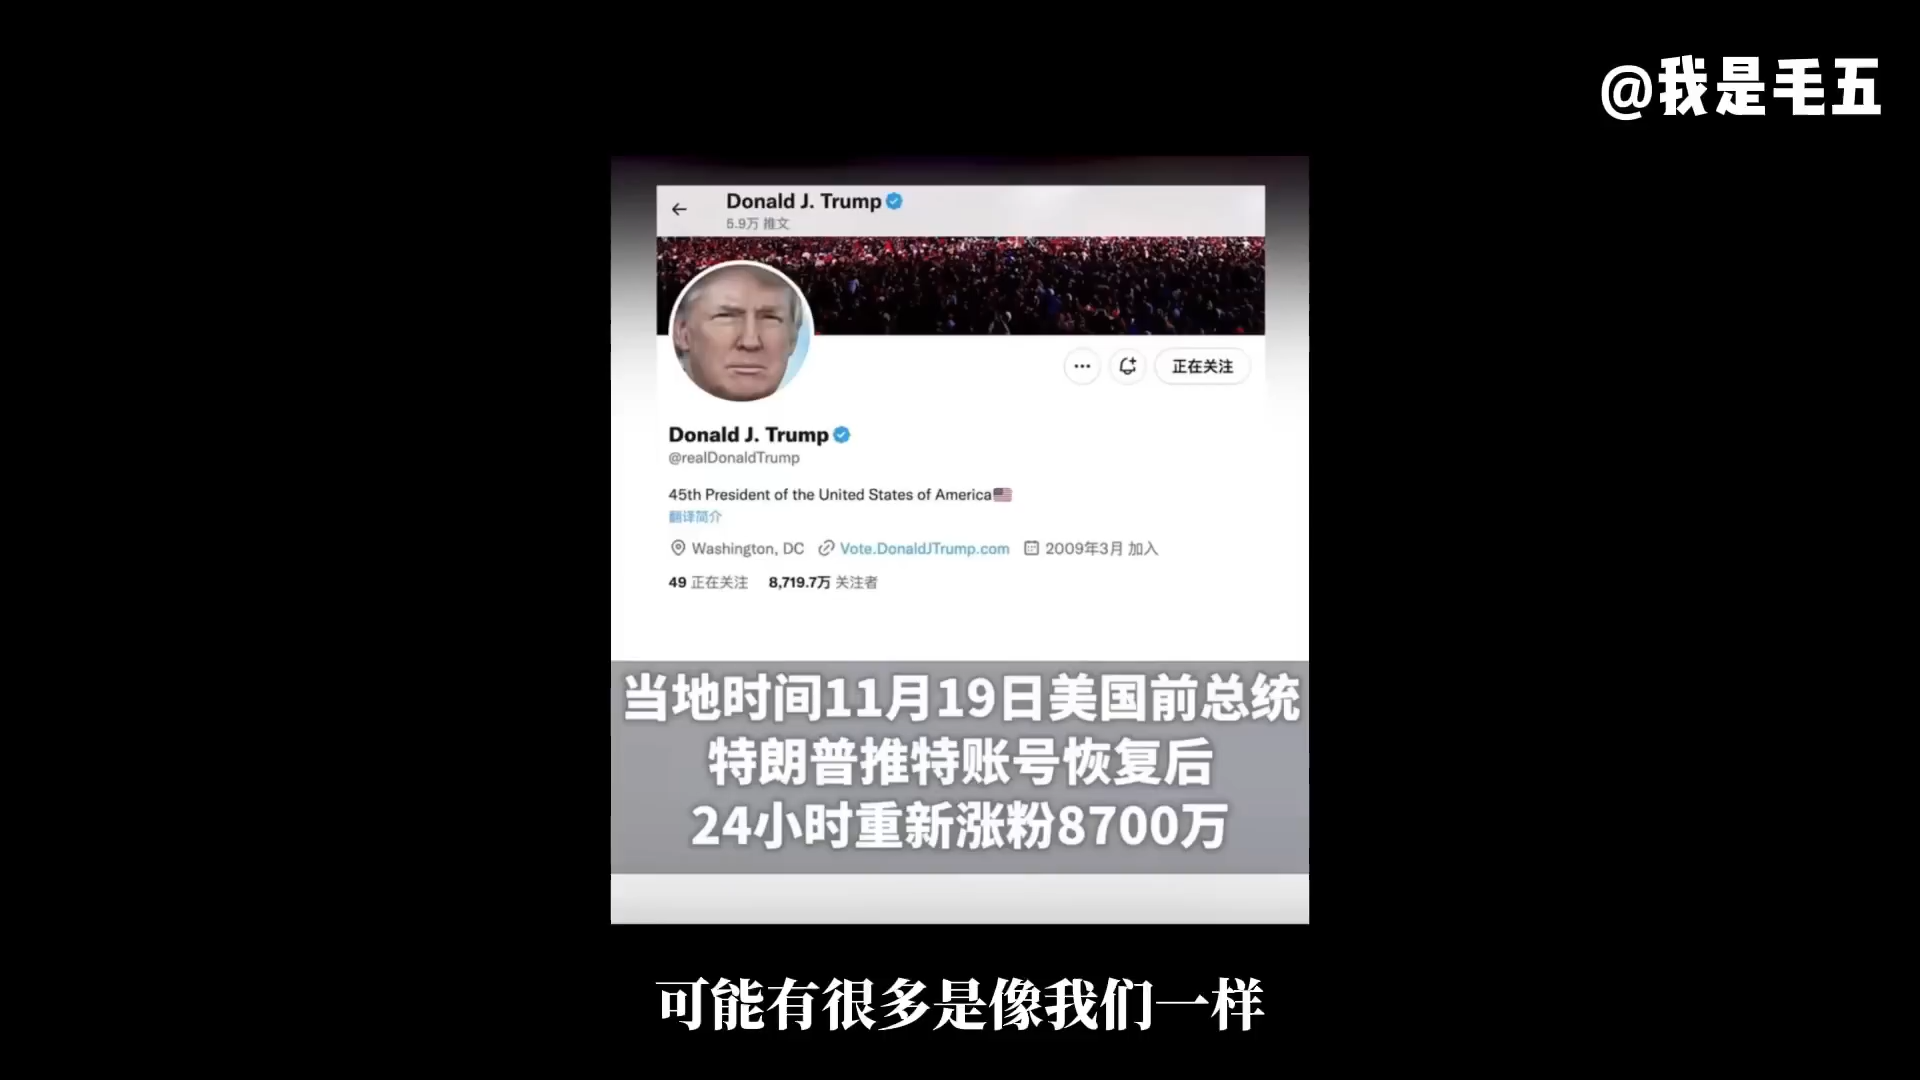 @我是毛五
Donald J. Trump
5.9万 推文
正在关注
Donald J. Trump
@realDonaldTrump
45th President of the United States of America
翻译简介
Washington, DC Vote.DonaldJTrump.com 2009年3月 加入
49 正在关注 8,719.7万 关注者
当地时间11月19日美国前总统
特朗普推特账号恢复后
24小时重新涨粉8700万
可能有很多是像我们一样